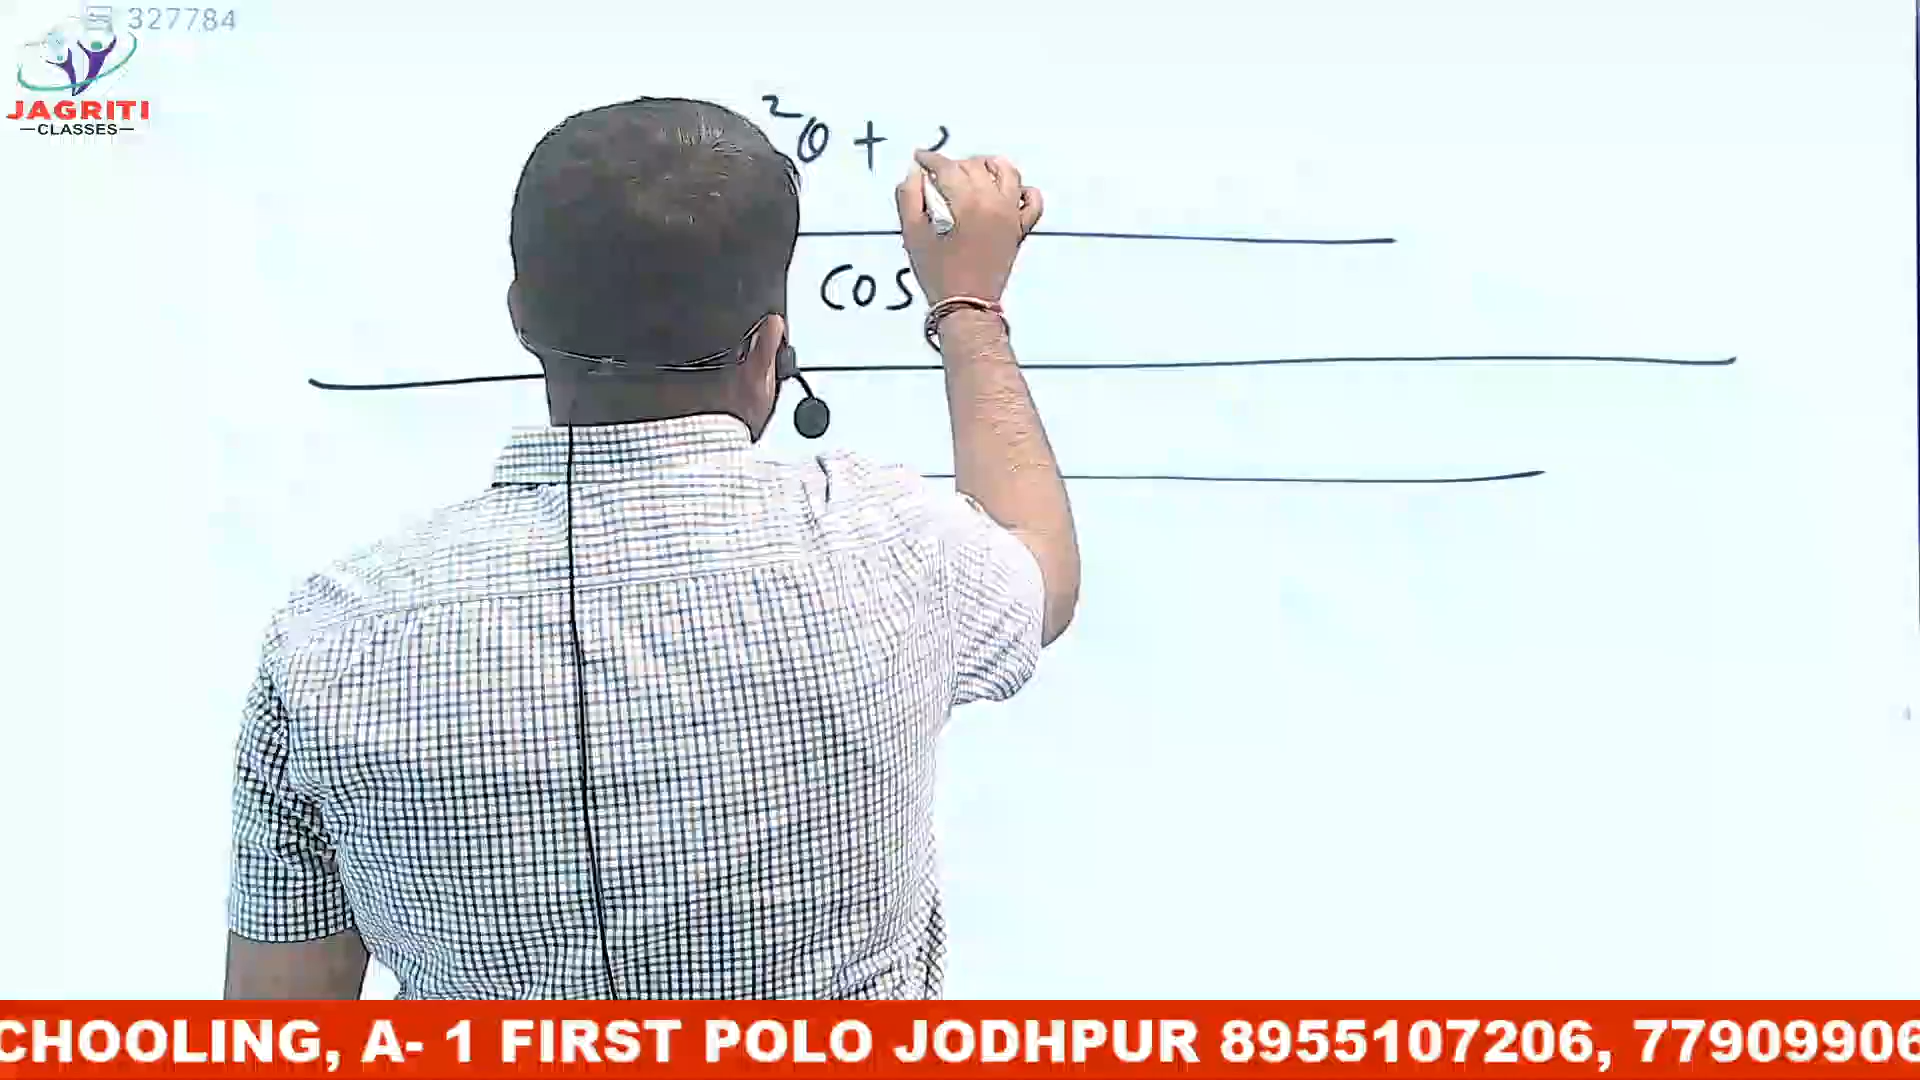 327784
JAGRITI
CLASSES
²θ +
cos
CHOOLING, A- 1 FIRST POLO JODHPUR 8955107206, 77909906